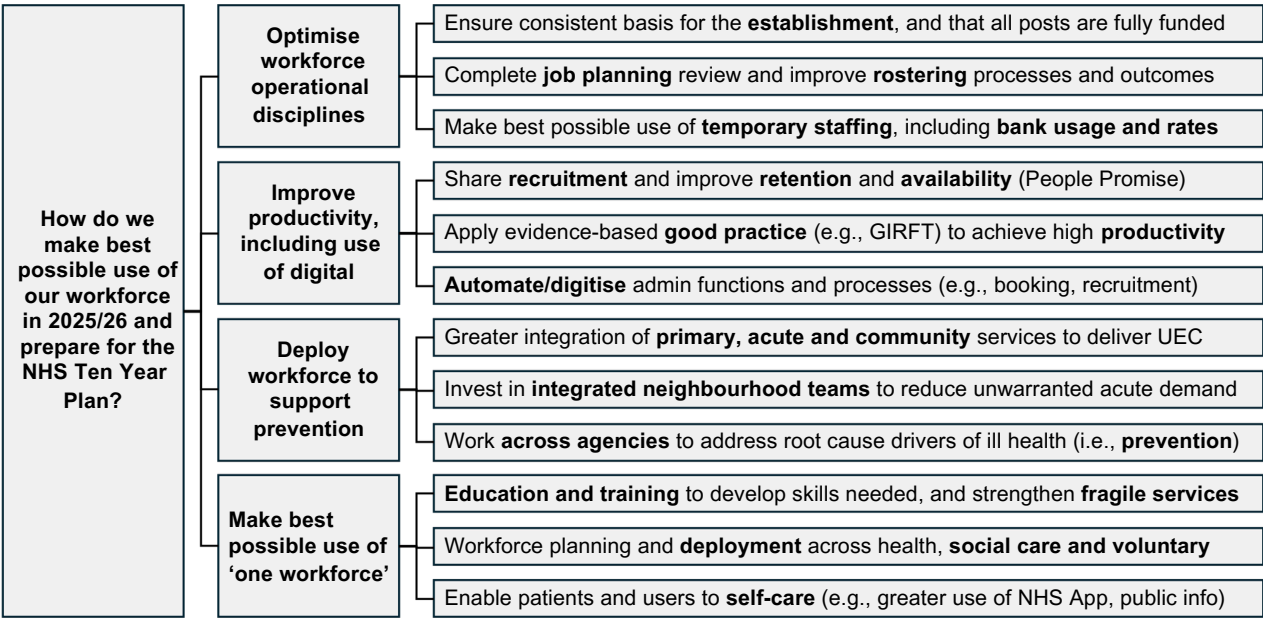 How do we
make best
possible use of
our workforce
in 2025/26 and
prepare for the
NHS Ten Year
Plan?
Optimise
workforce
operational
disciplines
Ensure consistent basis for the establishment, and that all posts are fully funded
Complete job planning review and improve rostering processes and outcomes
Make best possible use of temporary staffing, including bank usage and rates
Improve
productivity,
including use
of digital
Share recruitment and improve retention and availability (People Promise)
Apply evidence-based good practice (e.g., GIRFT) to achieve high productivity
Automate/digitise admin functions and processes (e.g., booking, recruitment)
Deploy
workforce to
support
prevention
Greater integration of primary, acute and community services to deliver UEC
Invest in integrated neighbourhood teams to reduce unwarranted acute demand
Work across agencies to address root cause drivers of ill health (i.e., prevention)
Make best
possible use of
‘one workforce’
Education and training to develop skills needed, and strengthen fragile services
Workforce planning and deployment across health, social care and voluntary
Enable patients and users to self-care (e.g., greater use of NHS App, public info)